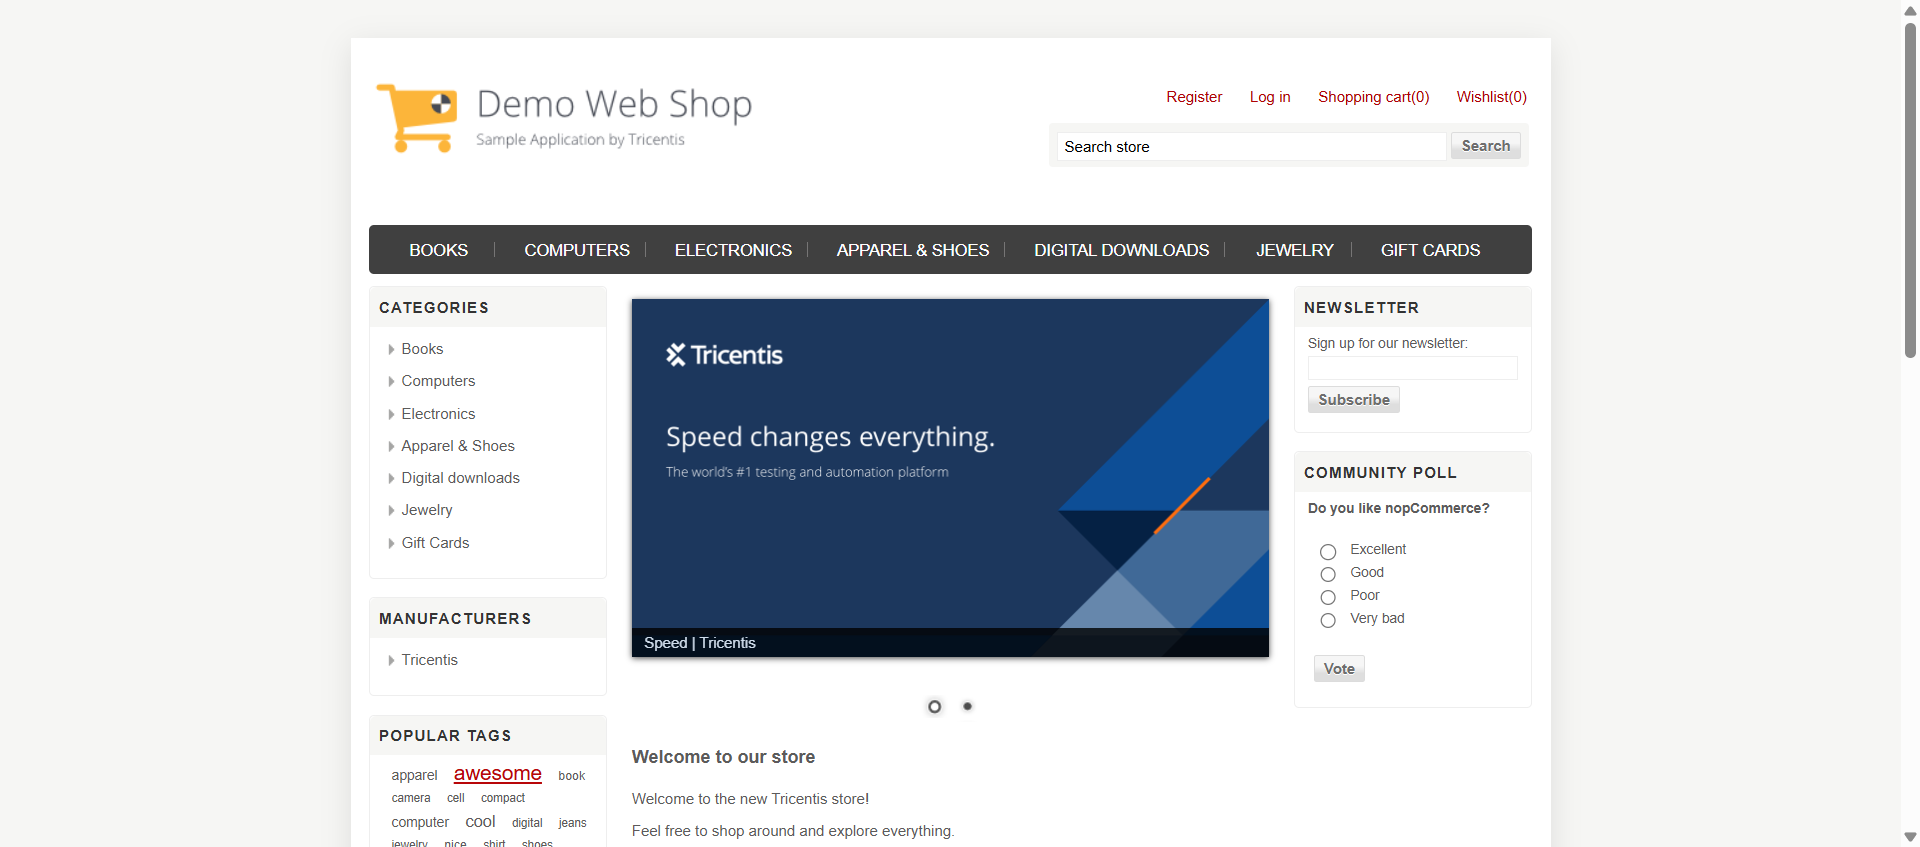 Demo Web Shop
Sample Application by Tricentis
Register Log in Shopping cart(0) Wishlist(0)
Search store Search
BOOKS COMPUTERS ELECTRONICS APPAREL & SHOES DIGITAL DOWNLOADS JEWELRY GIFT CARDS
CATEGORIES
Books
Computers
Electronics
Apparel & Shoes
Digital downloads
Jewelry
Gift Cards
MANUFACTURERS
Tricentis
POPULAR TAGS
apparel awesome book
camera cell compact
computer cool digital jeans
jewelry nice shirt shoes
Tricentis
Speed changes everything.
The world's #1 testing and automation platform
Speed | Tricentis
Welcome to our store
Welcome to the new Tricentis store!
Feel free to shop around and explore everything.
NEWSLETTER
Sign up for our newsletter:
Subscribe
COMMUNITY POLL
Do you like nopCommerce?
Excellent
Good
Poor
Very bad
Vote